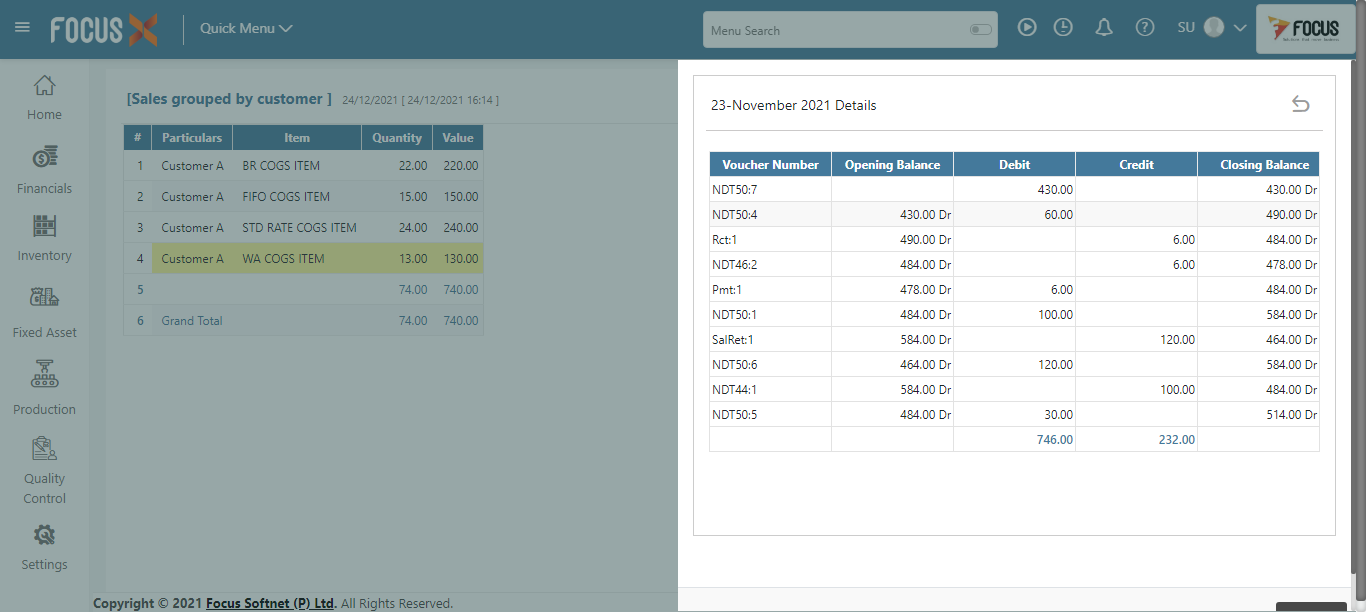 FOCUS X
Quick Menu
Menu Search
SU
FOCUS
Home
Financials
Inventory
Fixed Asset
Production
Quality
Control
Settings
[Sales grouped by customer ] 24/12/2021 [ 24/12/2021 16:14 ]
# Particulars Item Quantity Value
1 Customer A BR COGS ITEM 22.00 220.00
2 Customer A FIFO COGS ITEM 15.00 150.00
3 Customer A STD RATE COGS ITEM 24.00 240.00
4 Customer A WA COGS ITEM 13.00 130.00
5 74.00 740.00
6 Grand Total 74.00 740.00
23-November 2021 Details
Voucher Number Opening Balance Debit Credit Closing Balance
NDT50:7 430.00 430.00 Dr
NDT50:4 430.00 Dr 60.00 490.00 Dr
Rct:1 490.00 Dr 6.00 484.00 Dr
NDT46:2 484.00 Dr 6.00 478.00 Dr
Pmt:1 478.00 Dr 6.00 484.00 Dr
NDT50:1 484.00 Dr 100.00 584.00 Dr
SalRet:1 584.00 Dr 120.00 464.00 Dr
NDT50:6 464.00 Dr 120.00 584.00 Dr
NDT44:1 584.00 Dr 100.00 484.00 Dr
NDT50:5 484.00 Dr 30.00 514.00 Dr
746.00 232.00
Copyright © 2021 Focus Softnet (P) Ltd. All Rights Reserved.